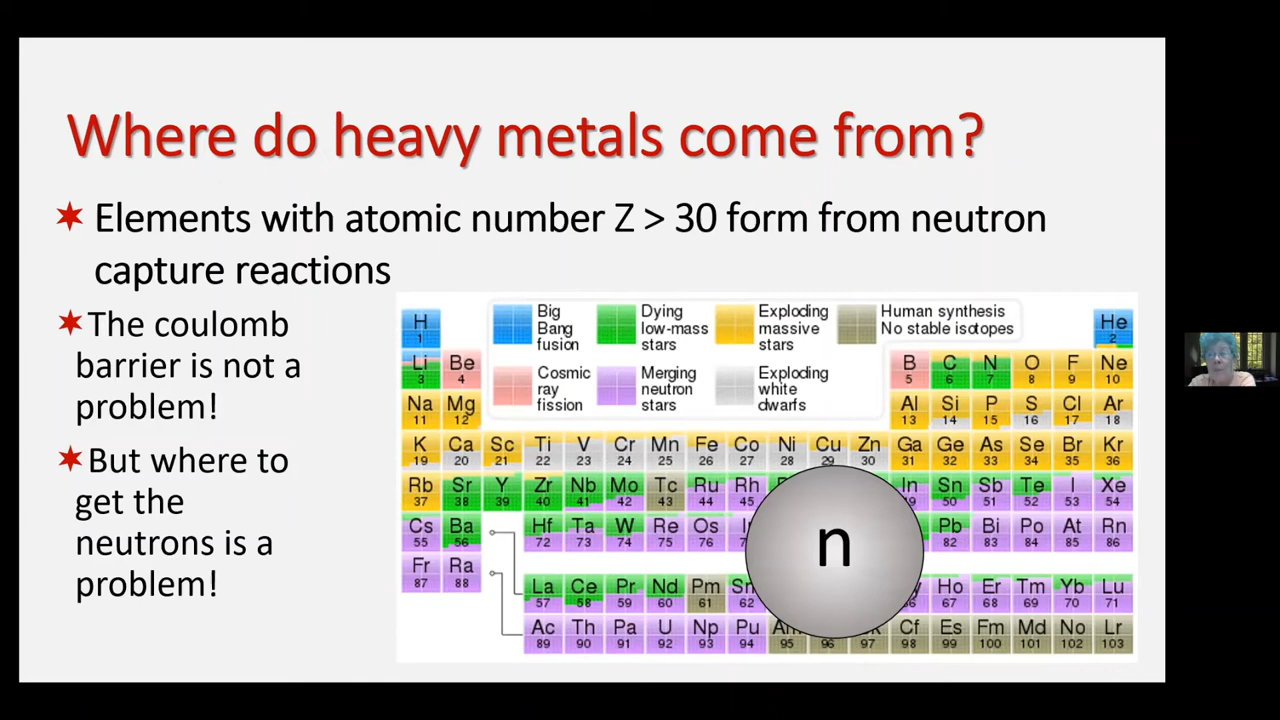 Where do heavy metals come from?
Elements with atomic number Z > 30 form from neutron
capture reactions
The coulomb
barrier is not a
problem!
But where to
get the
neutrons is a
problem!
Big
Bang
fusion
Dying
low-mass
stars
Exploding
massive
stars
Human synthesis
No stable isotopes
Cosmic
ray
fission
Merging
neutron
stars
Exploding
white
dwarfs
H He
1 2
Li Be B C N O F Ne
3 4 5 6 7 8 9 10
Na Mg Al Si P S Cl Ar
11 12 13 14 15 16 17 18
K Ca Sc Ti V Cr Mn Fe Co Ni Cu Zn Ga Ge As Se Br Kr
19 20 21 22 23 24 25 26 27 28 29 30 31 32 33 34 35 36
Rb Sr Y Zr Nb Mo Tc Ru Rh In Sn Sb Te I Xe
37 38 39 40 41 42 43 44 45 50 51 52 53 54
Cs Ba Hf Ta W Re Os Pb Bi Po At Rn
55 56 72 73 74 75 76 82 83 84 85 86
Fr Ra
87 88
n
La Ce Pr Nd Pm Ho Er Tm Yb Lu
57 58 59 60 61 62 67 68 69 70 71
Ac Th Pa U Np Pu Cf Es Fm Md No Lr
89 90 91 92 93 94 95 96 97 98 99 100 101 102 103